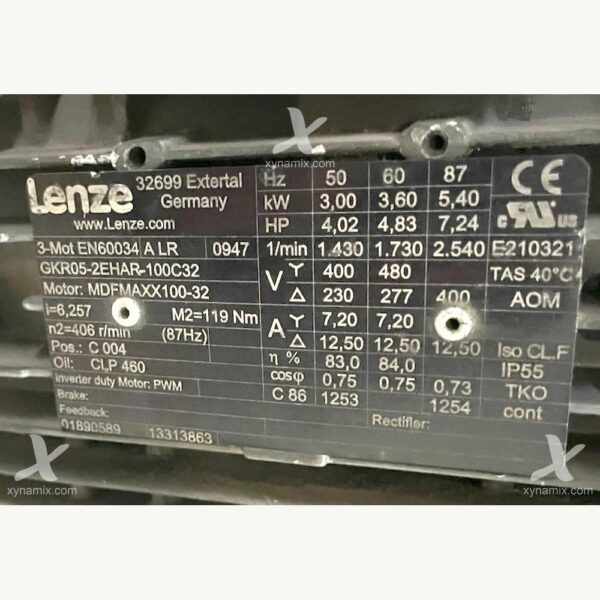 xynamix.com
Lenze 32699 Extertal Hz 50 60 87 CE
Germany kW 3,00 3,60 5,40
www.Lenze.com HP 4,02 4,83 7,24 c UR us
3-Mot EN60034 A LR 0947 1/min 1.430 1.730 2.540 E210321
GKR05-2EHAR-100C32 V Y 400 480 TAS 40°C
Motor: MDFMAXX100-32 Δ 230 277 400 AOM
i=6,257 M2=119 Nm A Y 7,20 7,20
n2=406 r/min (87Hz) Δ 12,50 12,50 12,50 Iso CL.F
Pos.: C 004 η % 83,0 84,0 IP55
Oil: CLP 460 cosφ 0,75 0,75 0,73 TKO
inverter duty Motor: PWM C 86 1253 1254 cont
Brake:
Feedback: Rectifier:
01890589 13313863
xynamix.com
xynamix.com